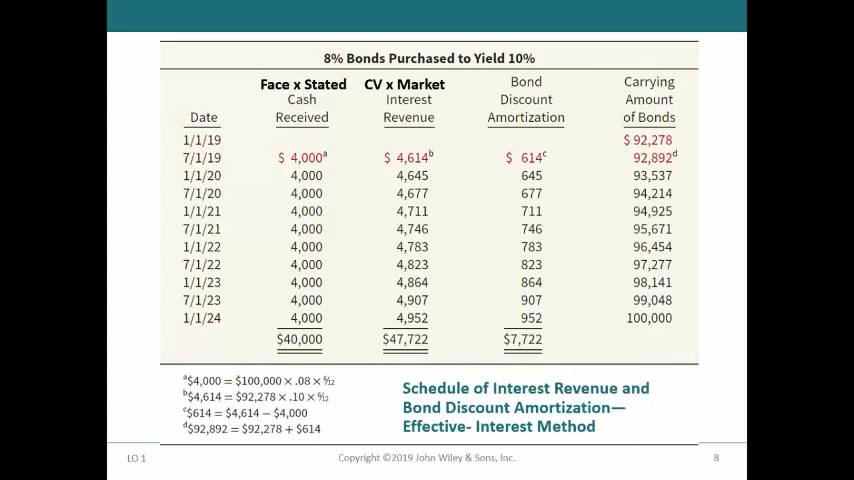 8% Bonds Purchased to Yield 10%
Face x Stated CV x Market Bond Carrying
Cash Interest Discount Amount
Date Received Revenue Amortization of Bonds
1/1/19 $ 92,278
7/1/19 $ 4,000a $ 4,614b $ 614c 92,892d
1/1/20 4,000 4,645 645 93,537
7/1/20 4,000 4,677 677 94,214
1/1/21 4,000 4,711 711 94,925
7/1/21 4,000 4,746 746 95,671
1/1/22 4,000 4,783 783 96,454
7/1/22 4,000 4,823 823 97,277
1/1/23 4,000 4,864 864 98,141
7/1/23 4,000 4,907 907 99,048
1/1/24 4,000 4,952 952 100,000
$40,000 $47,722 $7,722
a$4,000 = $100,000 × .08 × 6/12
b$4,614 = $92,278 × .10 × 6/12
c$614 = $4,614 − $4,000
d$92,892 = $92,278 + $614
Schedule of Interest Revenue and
Bond Discount Amortization—
Effective- Interest Method
LO 1 Copyright ©2019 John Wiley & Sons, Inc. 8